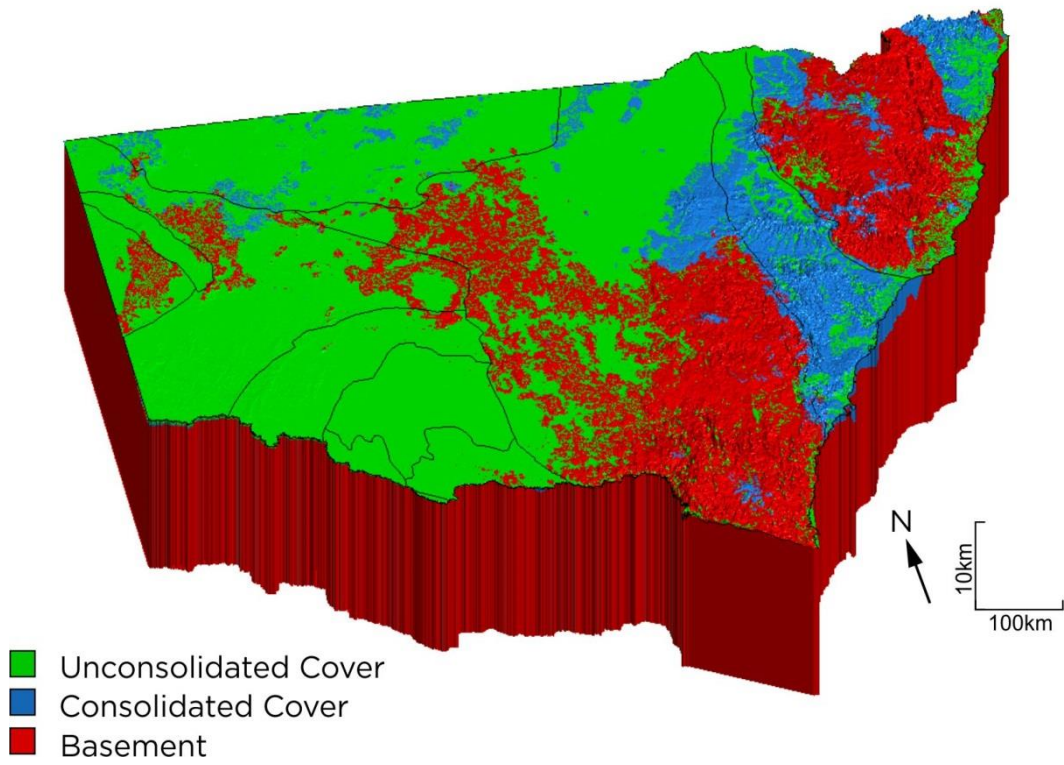 N
10km
100km
Unconsolidated Cover
Consolidated Cover
Basement